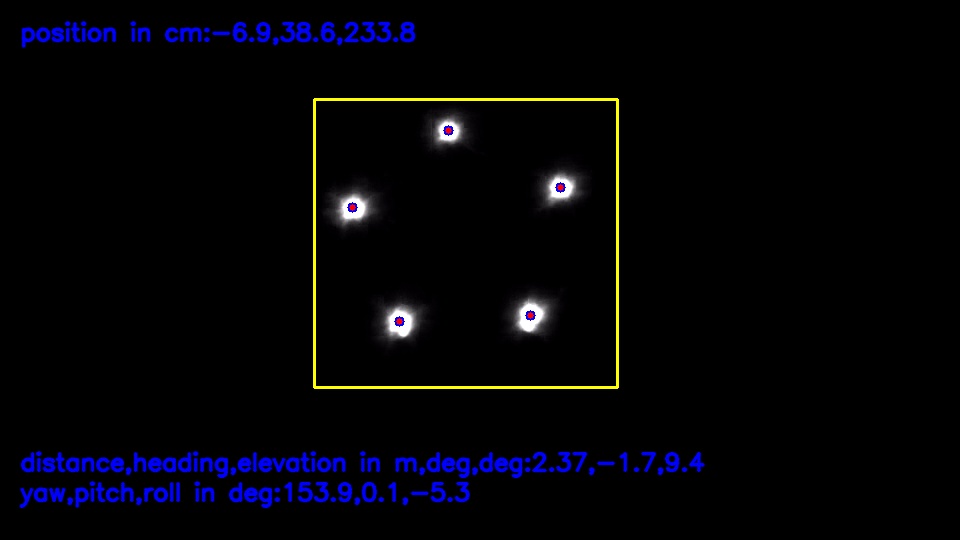 position in cm:-6.9,38.6,233.8
distance,heading,elevation in m,deg,deg:2.37,-1.7,9.4
yaw,pitch,roll in deg:153.9,0.1,-5.3